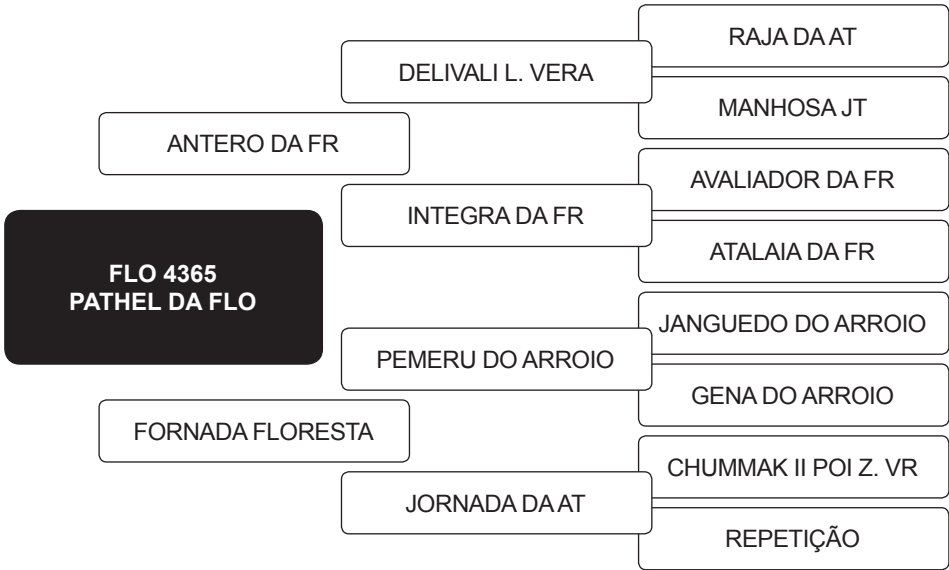 RAJA DA AT
DELIVALI L. VERA
MANHOSA JT
ANTERO DA FR
AVALIADOR DA FR
INTEGRA DA FR
ATALAIA DA FR
FLO 4365
PATHEL DA FLO
JANGUEDO DO ARROIO
PEMERU DO ARROIO
GENA DO ARROIO
FORNADA FLORESTA
CHUMMAK II POI Z. VR
JORNADA DA AT
REPETIÇÃO